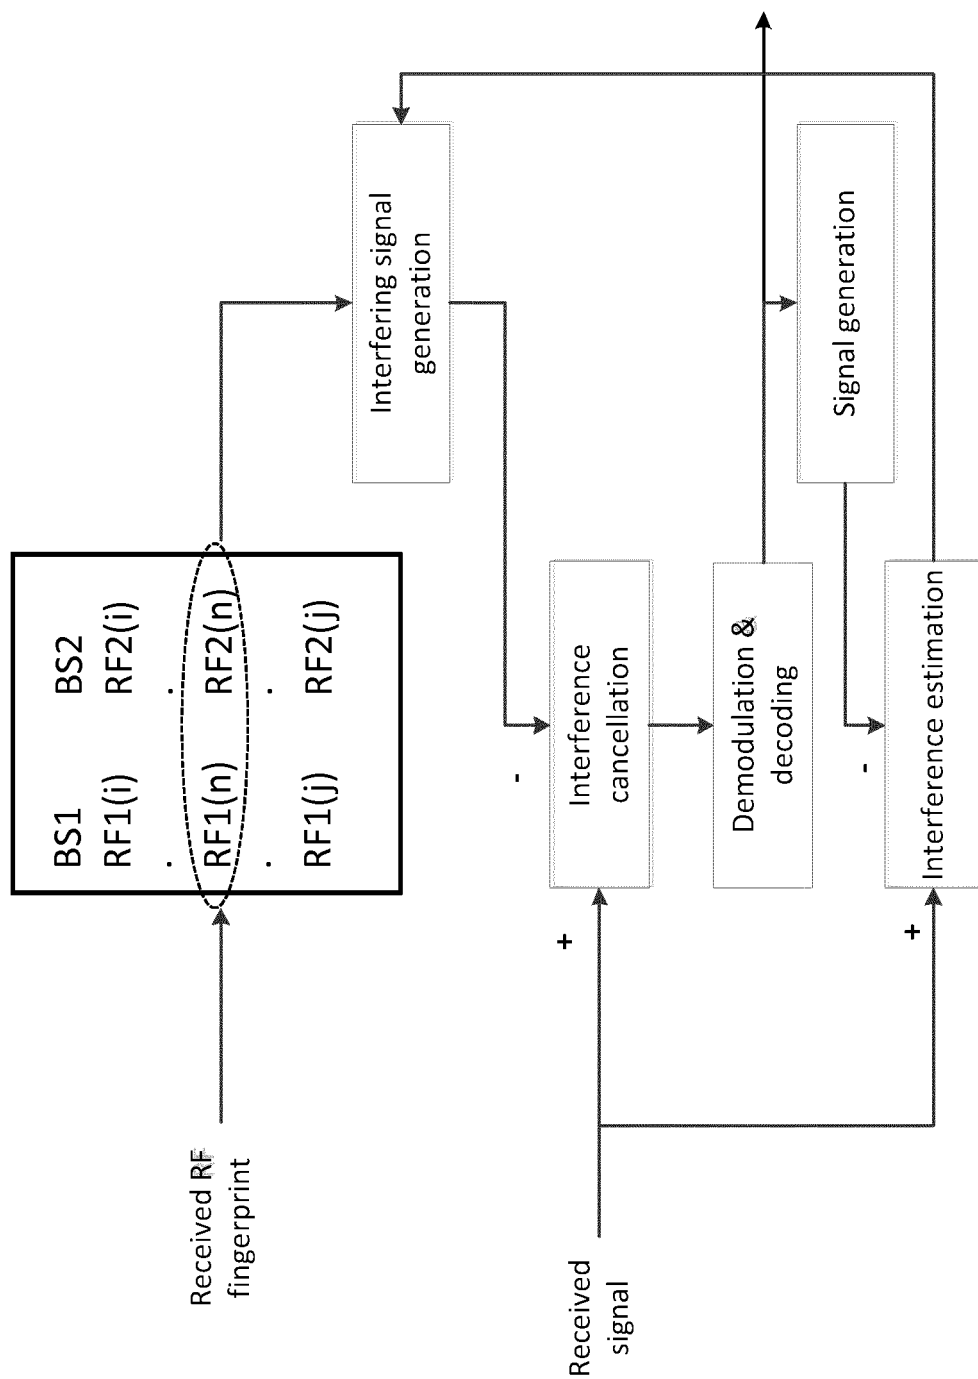 BS1 BS2
RF1(i) RF2(i)
. .
RF1(n) RF2(n)
. .
RF1(j) RF2(j)
Received RF
fingerprint
Interfering signal
generation
Received
signal
+
-
Interference
cancellation
Demodulation &
decoding
Signal generation
+
-
Interference estimation